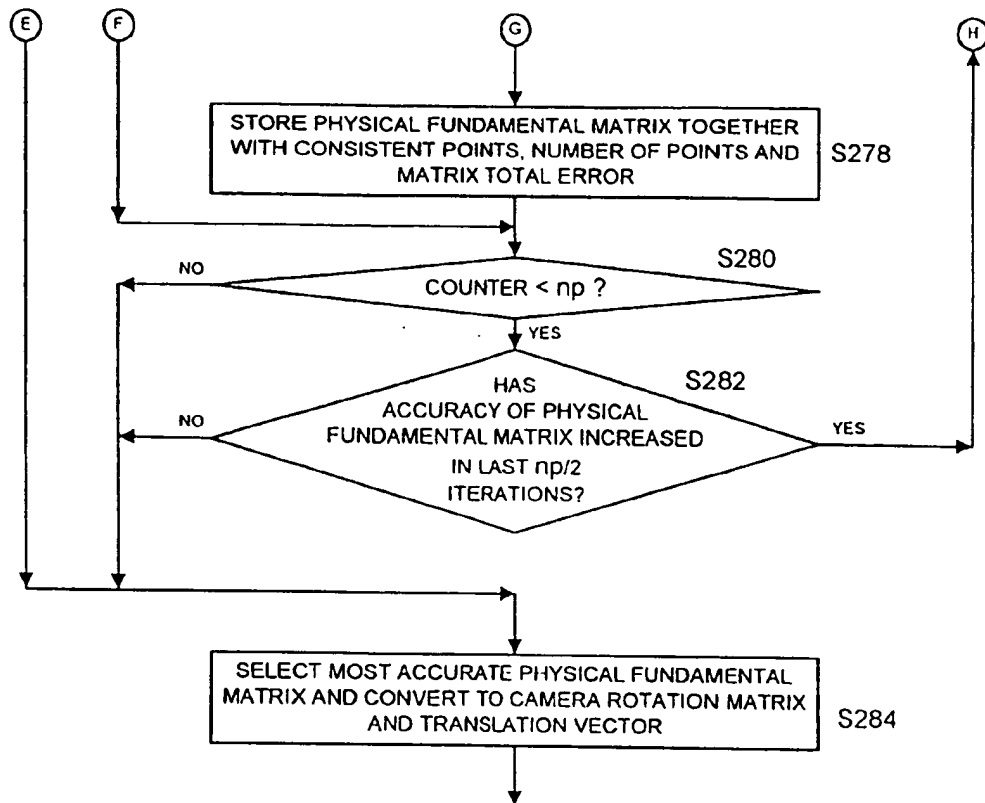 E
F
G
H
STORE PHYSICAL FUNDAMENTAL MATRIX TOGETHER
WITH CONSISTENT POINTS, NUMBER OF POINTS AND
MATRIX TOTAL ERROR
S278
S280
NO
COUNTER < np ?
YES
S282
HAS
ACCURACY OF PHYSICAL
FUNDAMENTAL MATRIX INCREASED
IN LAST np/2
ITERATIONS?
NO
YES
SELECT MOST ACCURATE PHYSICAL FUNDAMENTAL
MATRIX AND CONVERT TO CAMERA ROTATION MATRIX
AND TRANSLATION VECTOR
S284